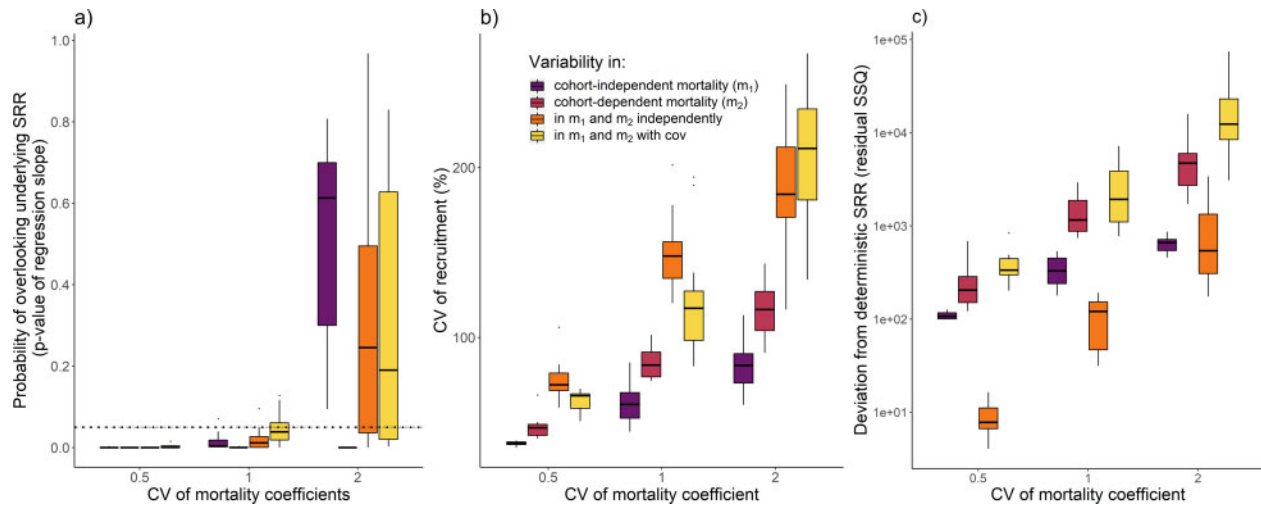 a)
Probability of overlooking underlying SRR
(p-value of regression slope)
1.0
0.8
0.6
0.4
0.2
0.0
0.5
1
2
CV of mortality coefficients
b)
CV of recruitment (%)
200
100
Variability in:
cohort-independent mortality (m₁)
cohort-dependent mortality (m₂)
in m₁ and m₂ independently
in m₁ and m₂ with cov
0.5
1
2
CV of mortality coefficient
c)
Deviation from deterministic SRR (residual SSQ)
1e+05
1e+04
1e+03
1e+02
1e+01
0.5
1
2
CV of mortality coefficient